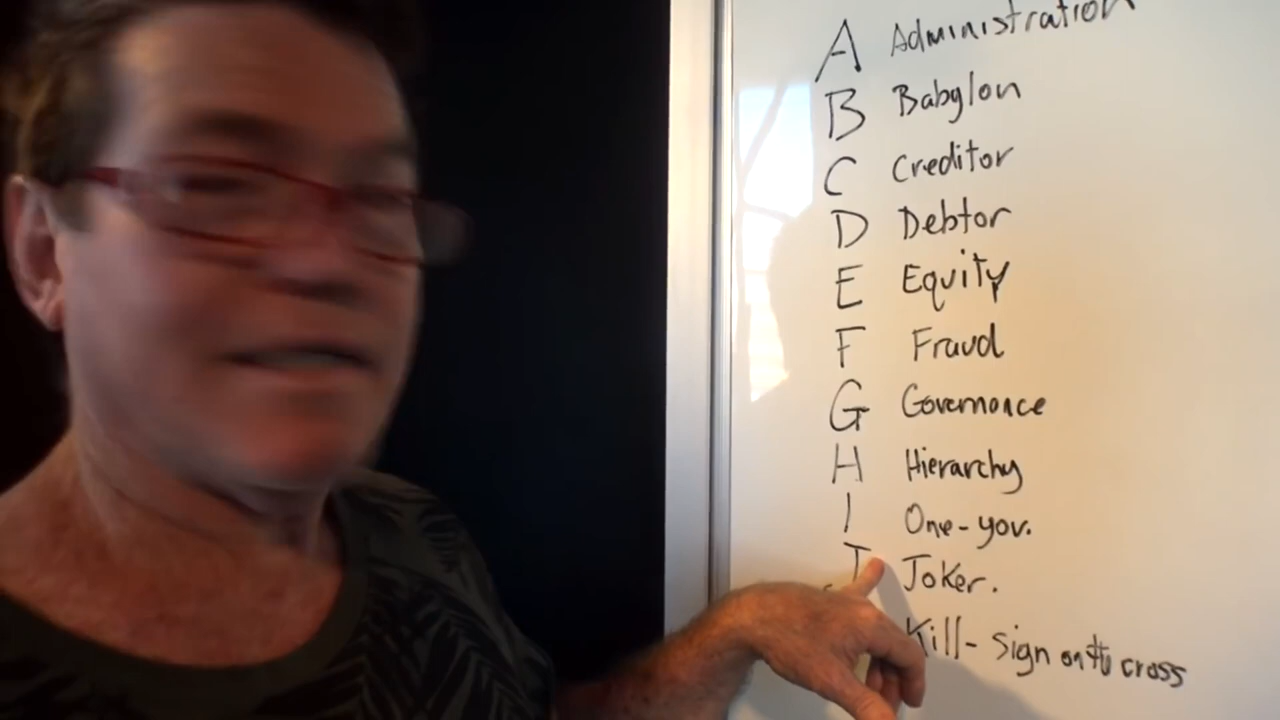 A Administration
B Babylon
C Creditor
D Debtor
E Equity
F Fraud
G Governance
H Hierarchy
I One-you.
J Joker.
Kill- sign on the cross